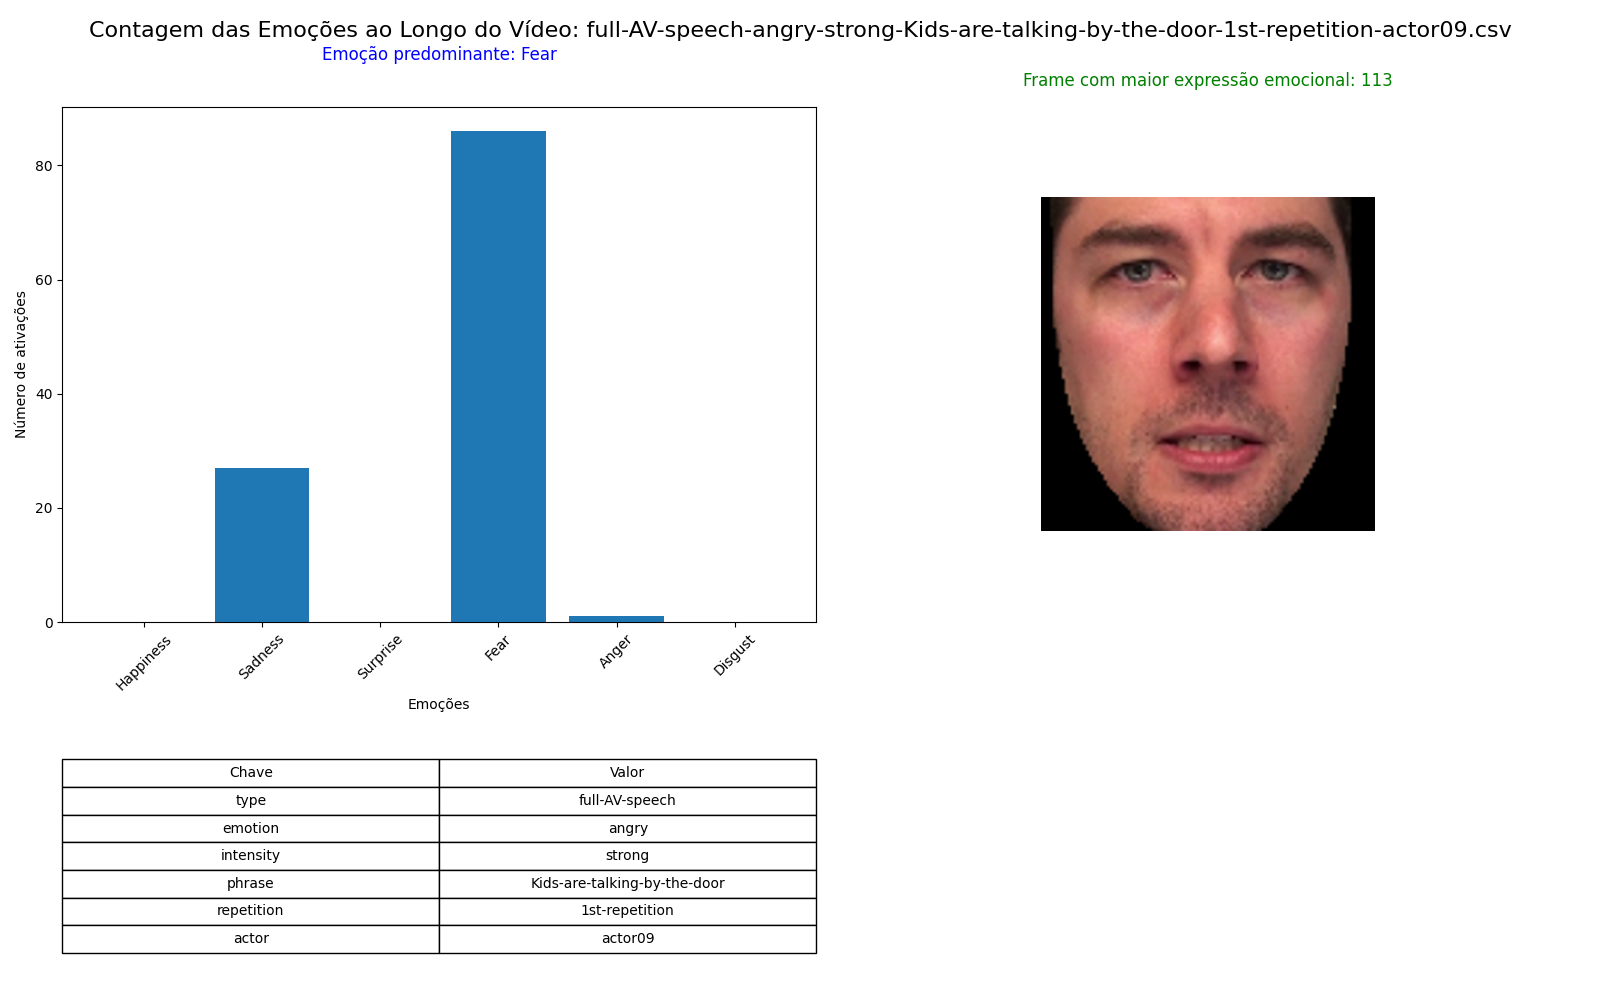 Contagem das Emoções ao Longo do Vídeo: full-AV-speech-angry-strong-Kids-are-talking-by-the-door-1st-repetition-actor09.csv
Emoção predominante: Fear
Frame com maior expressão emocional: 113
80
60
40
20
0
Número de ativações
Happiness
Sadness
Surprise
Fear
Anger
Disgust
Emoções
Chave Valor
type full-AV-speech
emotion angry
intensity strong
phrase Kids-are-talking-by-the-door
repetition 1st-repetition
actor actor09